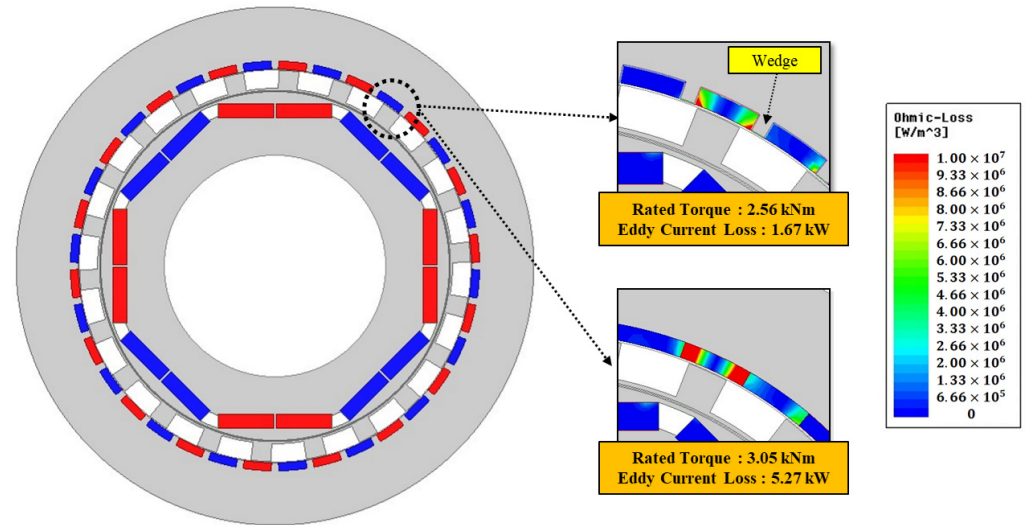 Wedge
Rated Torque : 2.56 kNm
Eddy Current Loss : 1.67 kW
Rated Torque : 3.05 kNm
Eddy Current Loss : 5.27 kW
Ohmic-Loss
[W/m^3]
1.00 × 10⁷
9.33 × 10⁶
8.66 × 10⁶
8.00 × 10⁶
7.33 × 10⁶
6.66 × 10⁶
6.00 × 10⁶
5.33 × 10⁶
4.66 × 10⁶
4.00 × 10⁶
3.33 × 10⁶
2.66 × 10⁶
2.00 × 10⁶
1.33 × 10⁶
6.66 × 10⁵
0